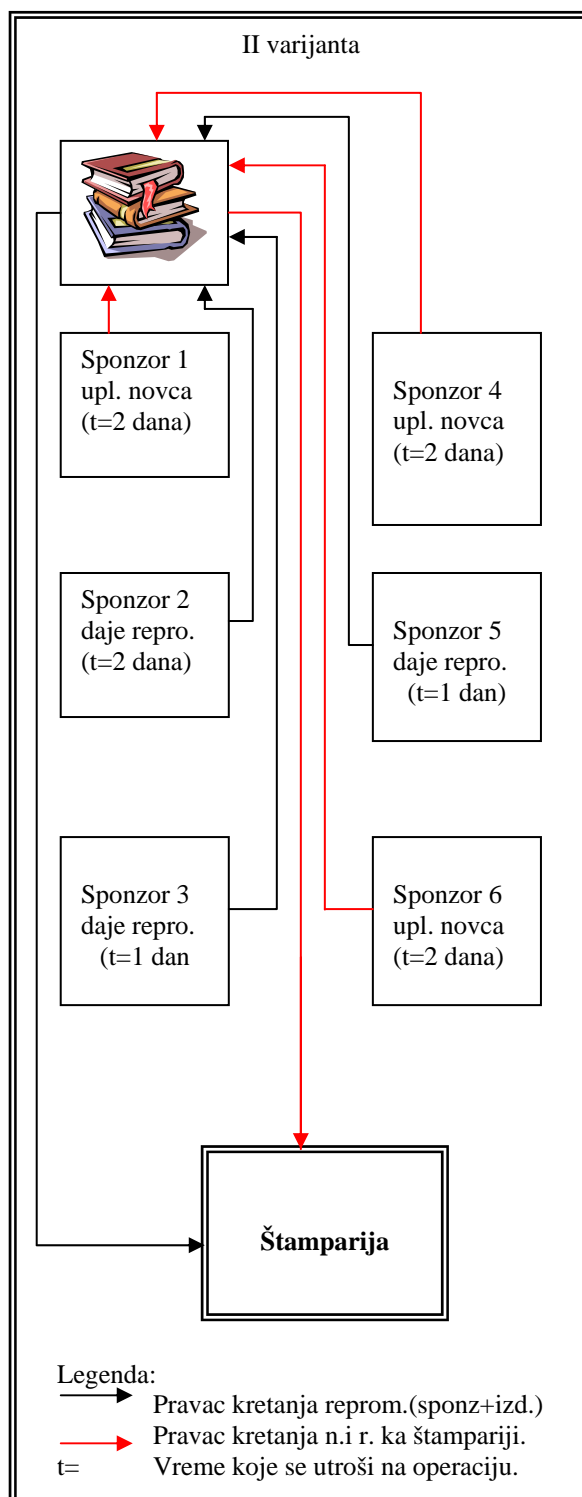 II varijanta
Sponzor 1
upl. novca
(t=2 dana)
Sponzor 4
upl. novca
(t=2 dana)
Sponzor 2
daje repro.
(t=2 dana)
Sponzor 5
daje repro.
(t=1 dan)
Sponzor 3
daje repro.
(t=1 dan
Sponzor 6
upl. novca
(t=2 dana)
Štamparija
Legenda:
Pravac kretanja reprom.(sponz+izd.)
Pravac kretanja n.i r. ka štampariji.
t= Vreme koje se utroši na operaciju.